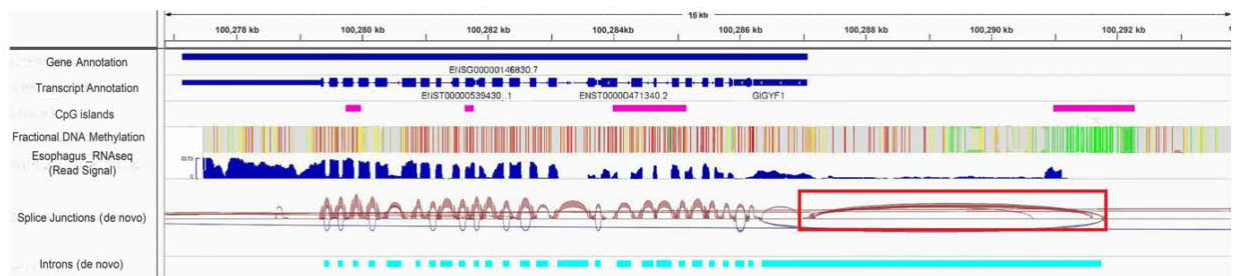 16 kb
100,278 kb 100,280 kb 100,282 kb 100,284kb 100,286 kb 100,288 kb 100,290 kb 100,292 kb
Gene Annotation
ENSG00000146830.7
Transcript Annotation
ENST00000539430. .1 ENST00000471340 2 GIGYF1
CpG islands
Fractional DNA Methylation
Esophagus_RNAseq
(Read Signal)
Splice Junctions (de novo)
Introns (de novo)